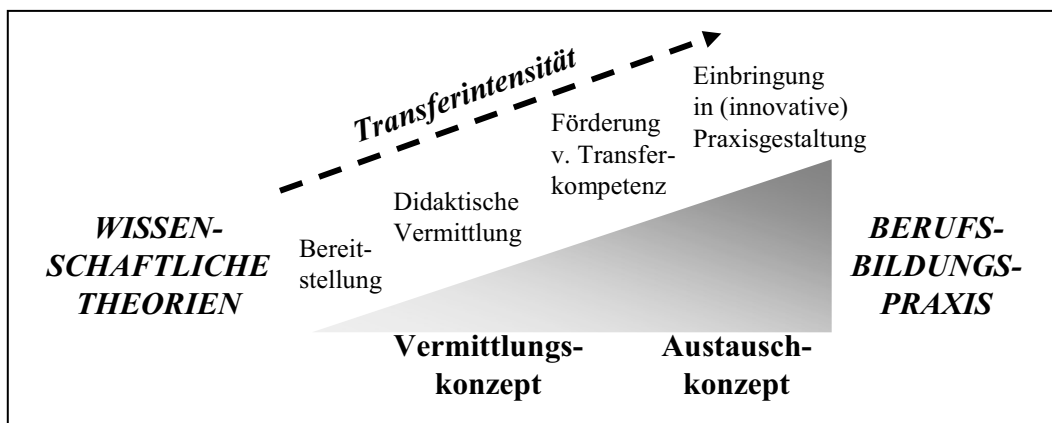 Transferintensität
Einbringung
in (innovative)
Praxisgestaltung
Förderung
v. Transfer-
kompetenz
Didaktische
Vermittlung
Bereit-
stellung
WISSEN-
SCHAFTLICHE
THEORIEN
BERUFS-
BILDUNGS-
PRAXIS
Vermittlungs-
konzept
Austausch-
konzept